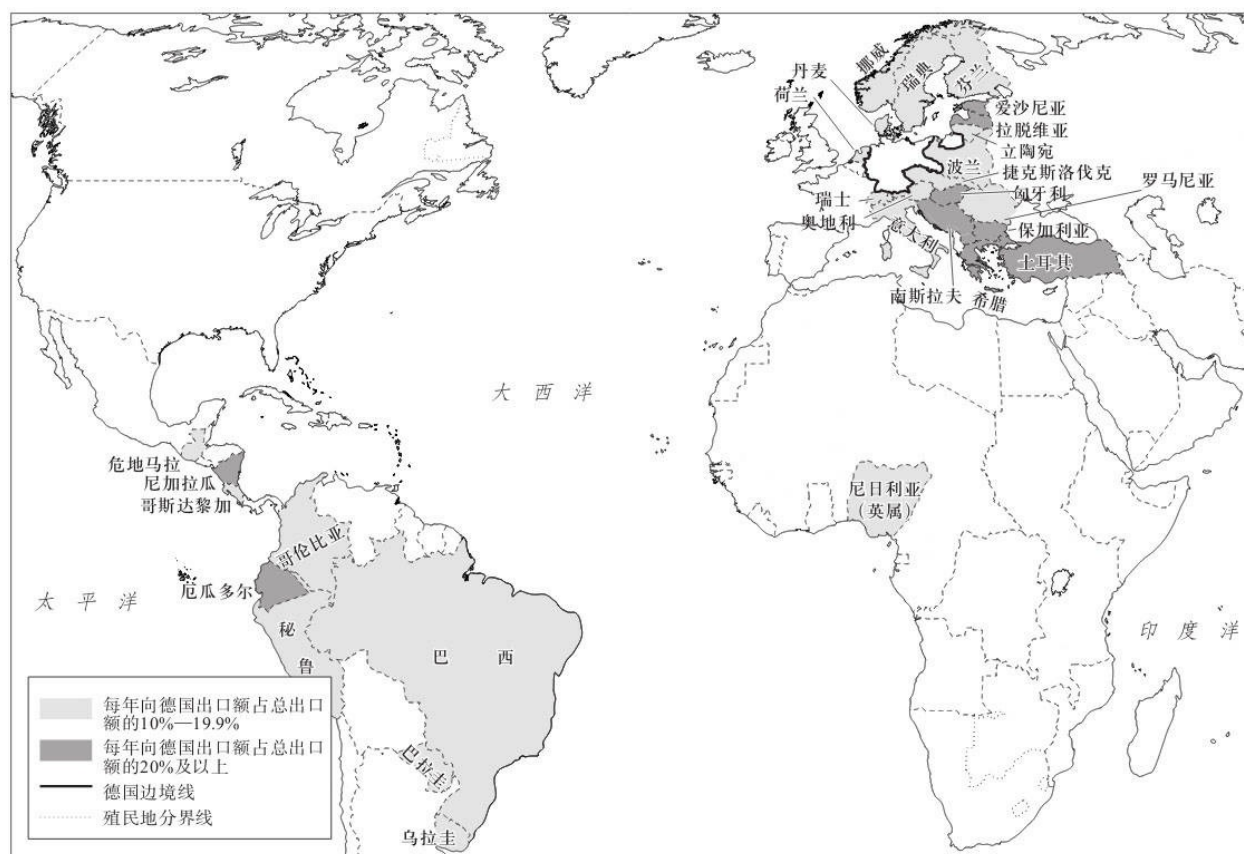 挪威
瑞典
芬兰
丹麦
荷兰
爱沙尼亚
拉脱维亚
立陶宛
波兰
捷克斯洛伐克
匈牙利
罗马尼亚
瑞士
奥地利
意大利
保加利亚
土耳其
南斯拉夫
希腊
大西洋
危地马拉
尼加拉瓜
哥斯达黎加
尼日利亚
（英属）
哥伦比亚
厄瓜多尔
太平洋
印度洋
秘鲁
巴西
巴拉圭
乌拉圭
每年向德国出口额占总出口
额的10%—19.9%
每年向德国出口额占总出口
额的20%及以上
德国边境线
殖民地分界线